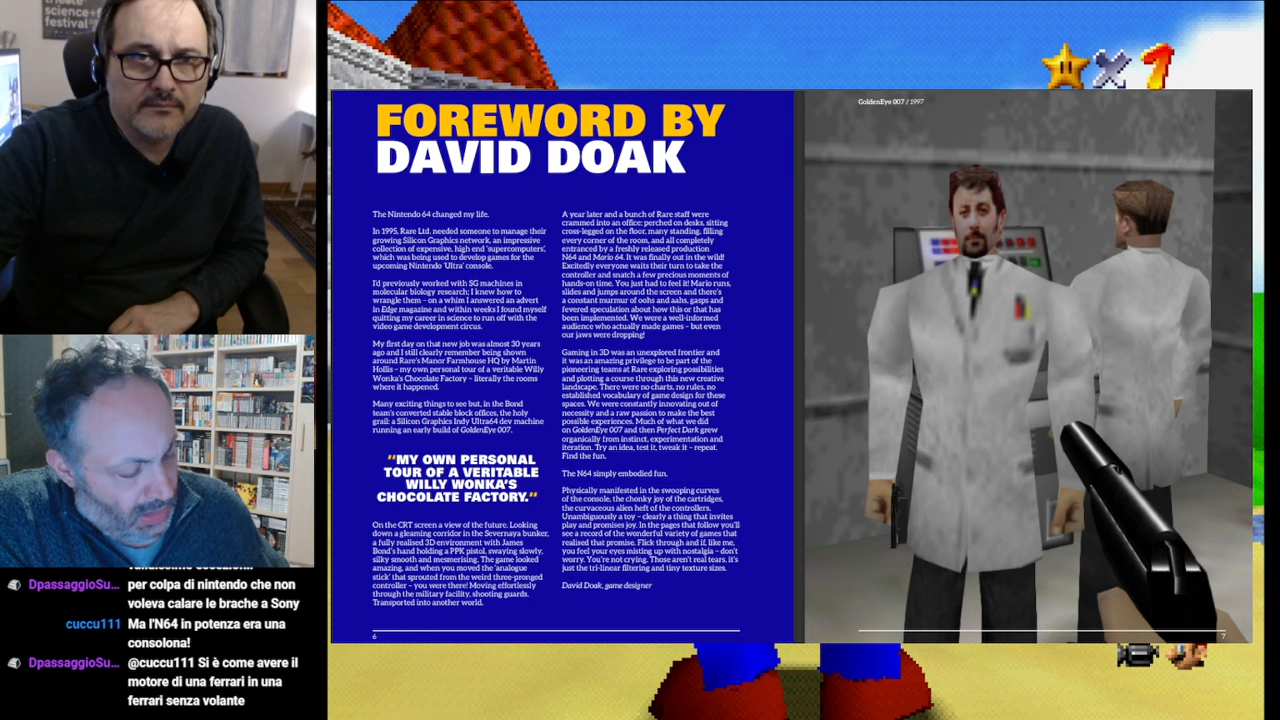 trieste
science+
festival
FOREWORD BY
DAVID DOAK
The Nintendo 64 changed my life.
In 1995, Rare Ltd. needed someone to manage their
growing Silicon Graphics network, an impressive
collection of expensive, high end 'supercomputers',
which was being used to develop games for the
upcoming Nintendo 'Ultra' console.
I'd previously worked with SG machines in
molecular biology research; I knew how to
wrangle them – on a whim I answered an advert
in Edge magazine and within weeks I found myself
quitting my career in science to run off with the
video game development circus.
My first day on that new job was almost 30 years
ago and I still clearly remember being shown
around Rare's Manor Farmhouse HQ by Martin
Hollis – my own personal tour of a veritable Willy
Wonka's Chocolate Factory – literally the rooms
where it happened.
Many exciting things to see but, in the Bond
team's converted stable block offices, the holy
grail: a Silicon Graphics Indy Ultra64 dev machine
running an early build of GoldenEye 007.
"MY OWN PERSONAL
TOUR OF A VERITABLE
WILLY WONKA'S
CHOCOLATE FACTORY."
On the CRT screen a view of the future. Looking
down a gleaming corridor in the Severnaya bunker,
a fully realised 3D environment with James
Bond's hand holding a PPK pistol, swaying slowly,
silky smooth and mesmerising. The game looked
amazing, and when you moved the 'analogue
stick' that sprouted from the weird three-pronged
controller – you were there! Moving effortlessly
through the military facility, shooting guards.
Transported into another world.
6
A year later and a bunch of Rare staff were
crammed into an office: perched on desks, sitting
cross-legged on the floor, many standing, filling
every corner of the room, and all completely
entranced by a freshly released production
N64 and Mario 64. It was finally out in the wild!
Excitedly everyone waits their turn to take the
controller and snatch a few precious moments of
hands-on time. You just had to feel it! Mario runs,
slides and jumps around the screen and there's
a constant murmur of oohs and aahs, gasps and
fevered speculation about how this or that has
been implemented. We were a well-informed
audience who actually made games – but even
our jaws were dropping!
Gaming in 3D was an unexplored frontier and
it was an amazing privilege to be part of the
pioneering teams at Rare exploring possibilities
and plotting a course through this new creative
landscape. There were no charts, no rules, no
established vocabulary of game design for these
spaces. We were constantly innovating out of
necessity and a raw passion to make the best
possible experiences. Much of what we did
on GoldenEye 007 and then Perfect Dark grew
organically from instinct, experimentation and
iteration. Try an idea, test it, tweak it – repeat.
Find the fun.
The N64 simply embodied fun.
Physically manifested in the swooping curves
of the console, the chonky joy of the cartridges,
the curvaceous alien heft of the controllers.
Unambiguously a toy – clearly a thing that invites
play and promises joy. In the pages that follow you'll
see a record of the wonderful variety of games that
realised that promise. Flick through and if, like me,
you feel your eyes misting up with nostalgia – don't
worry. You're not crying. Those aren't real tears, it's
just the tri-linear filtering and tiny texture sizes.
David Doak, game designer
GoldenEye 007 / 1997
7
1
DpassaggioSu... per colpa di nintendo che non
voleva calare le brache a Sony
cuccu111 Ma l'N64 in potenza era una
consolona!
DpassaggioSu... @cuccu111 Si è come avere il
motore di una ferrari in una
ferrari senza volante